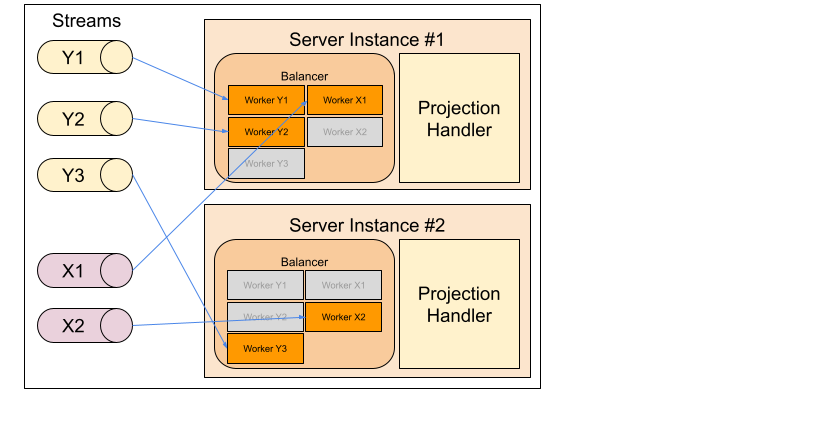 Streams
Y1
Y2
Y3
X1
X2
Server Instance #1
Balancer
Worker Y1
Worker X1
Worker Y2
Worker X2
Worker Y3
Projection
Handler
Server Instance #2
Balancer
Worker Y1
Worker X1
Worker Y2
Worker X2
Worker Y3
Projection
Handler